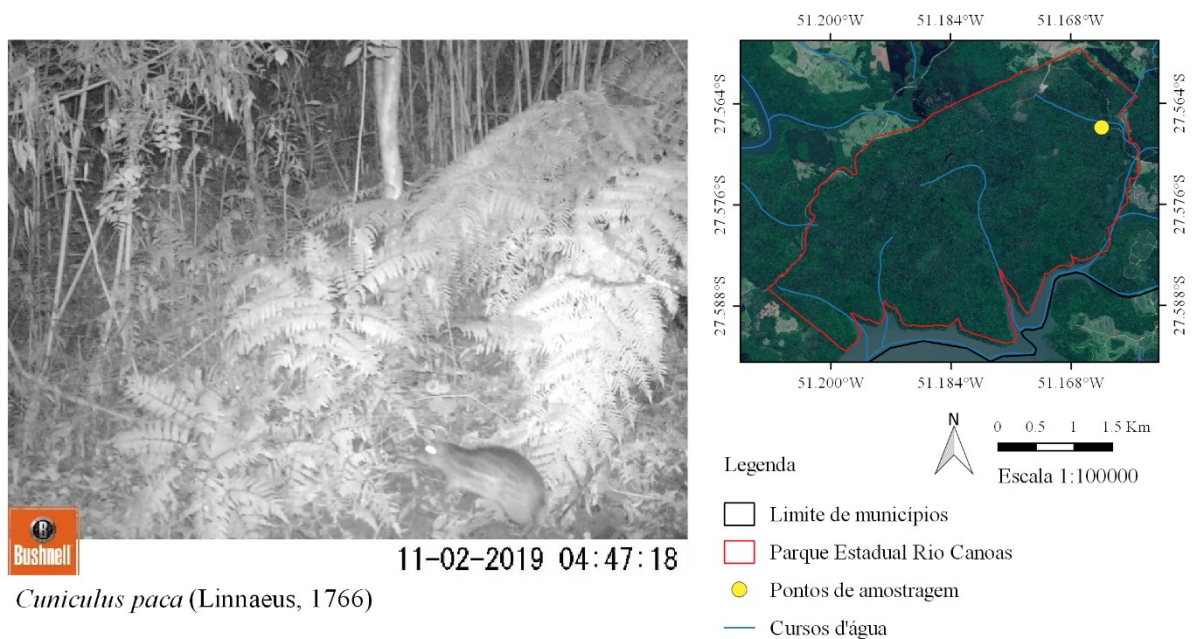 Bushnell
11-02-2019 04:47:18
Cuniculus paca (Linnaeus, 1766)
51.200°W 51.184°W 51.168°W
27.564°S 27.564°S
27.576°S 27.576°S
27.588°S 27.588°S
51.200°W 51.184°W 51.168°W
N
0 0.5 1 1.5 Km
Escala 1:100000
Legenda
Limite de municípios
Parque Estadual Rio Canoas
Pontos de amostragem
Cursos d'água